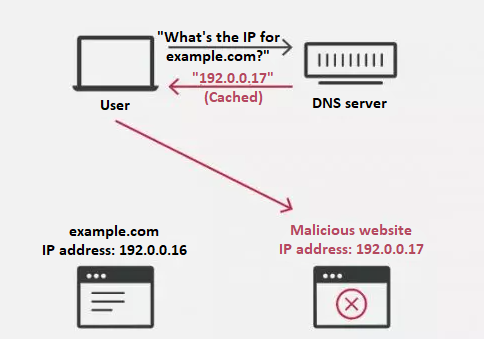 "What's the IP for
example.com?"
"192.0.0.17"
(Cached)
User
DNS server
example.com
IP address: 192.0.0.16
Malicious website
IP address: 192.0.0.17